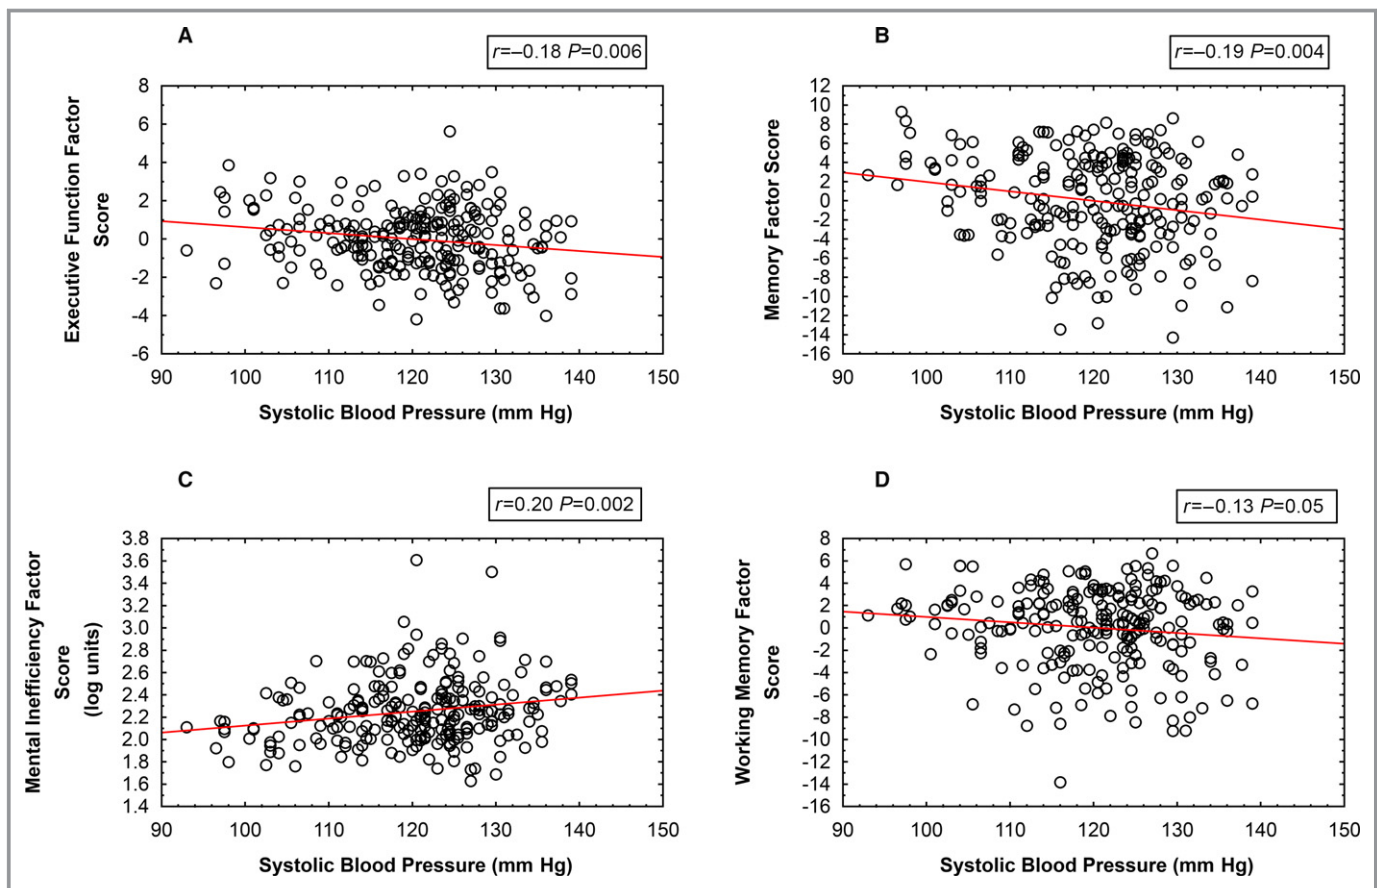 A
r=–0.18 P=0.006
8
6
4
2
0
-2
-4
-6
Executive Function Factor
Score
90 100 110 120 130 140 150
Systolic Blood Pressure (mm Hg)
B
r=–0.19 P=0.004
12
10
8
6
4
2
0
-2
-4
-6
-8
-10
-12
-14
-16
Memory Factor Score
90 100 110 120 130 140 150
Systolic Blood Pressure (mm Hg)
C
r=0.20 P=0.002
3.8
3.6
3.4
3.2
3.0
2.8
2.6
2.4
2.2
2.0
1.8
1.6
1.4
Mental Inefficiency Factor
Score
(log units)
90 100 110 120 130 140 150
Systolic Blood Pressure (mm Hg)
D
r=–0.13 P=0.05
8
6
4
2
0
-2
-4
-6
-8
-10
-12
-14
-16
Working Memory Factor
Score
90 100 110 120 130 140 150
Systolic Blood Pressure (mm Hg)